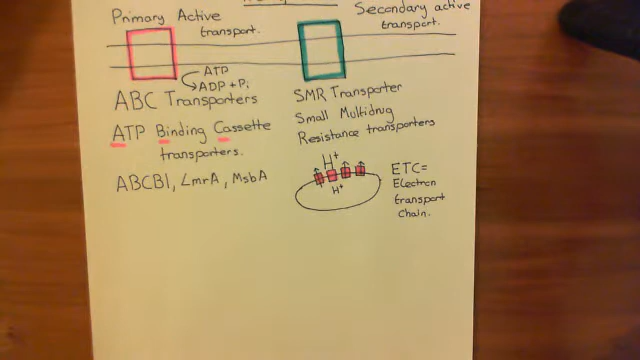 Primary Active
transport.
ATP
ADP + Pi
ABC Transporters
ATP Binding Cassette
transporters.
ABCB1, LmrA, MsbA
Secondary active
transport.
SMR Transporter
Small Multidrug
Resistance transporters
H+
H+
ETC=
Electron
transport
Chain.